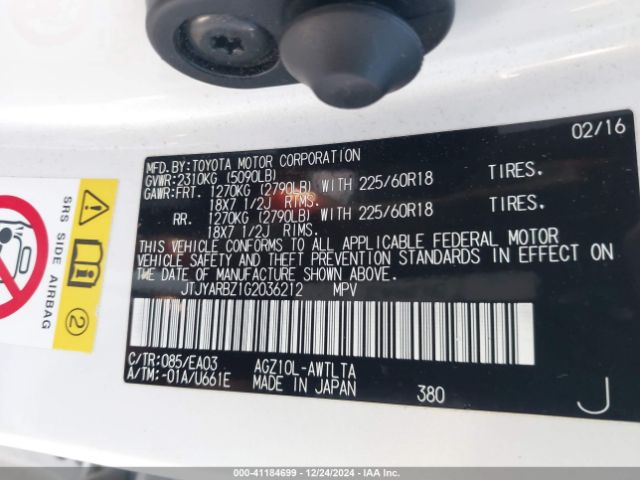 02/16
MFD.BY:TOYOTA MOTOR CORPORATION
GVWR:2310KG (5090LB)
GAWR:FRT. 1270KG (2790LB) WITH 225/60R18 TIRES.
18X7 1/2J RIMS.
RR. 1270KG (2790LB) WITH 225/60R18 TIRES.
18X7 1/2J RIMS.
THIS VEHICLE CONFORMS TO ALL APPLICABLE FEDERAL MOTOR
VEHICLE SAFETY AND THEFT PREVENTION STANDARDS IN EFFECT ON
THE DATE OF MANUFACTURE SHOWN ABOVE.
JTJYARBZ1G2036212 MPV
C/TR:085/EA03 AGZ10L-AWTLTA
A/TM:-01A/U661E MADE IN JAPAN 380 J
SRS SIDE AIRBAG 2
000-41184699 • 12/24/2024 • IAAI.COM